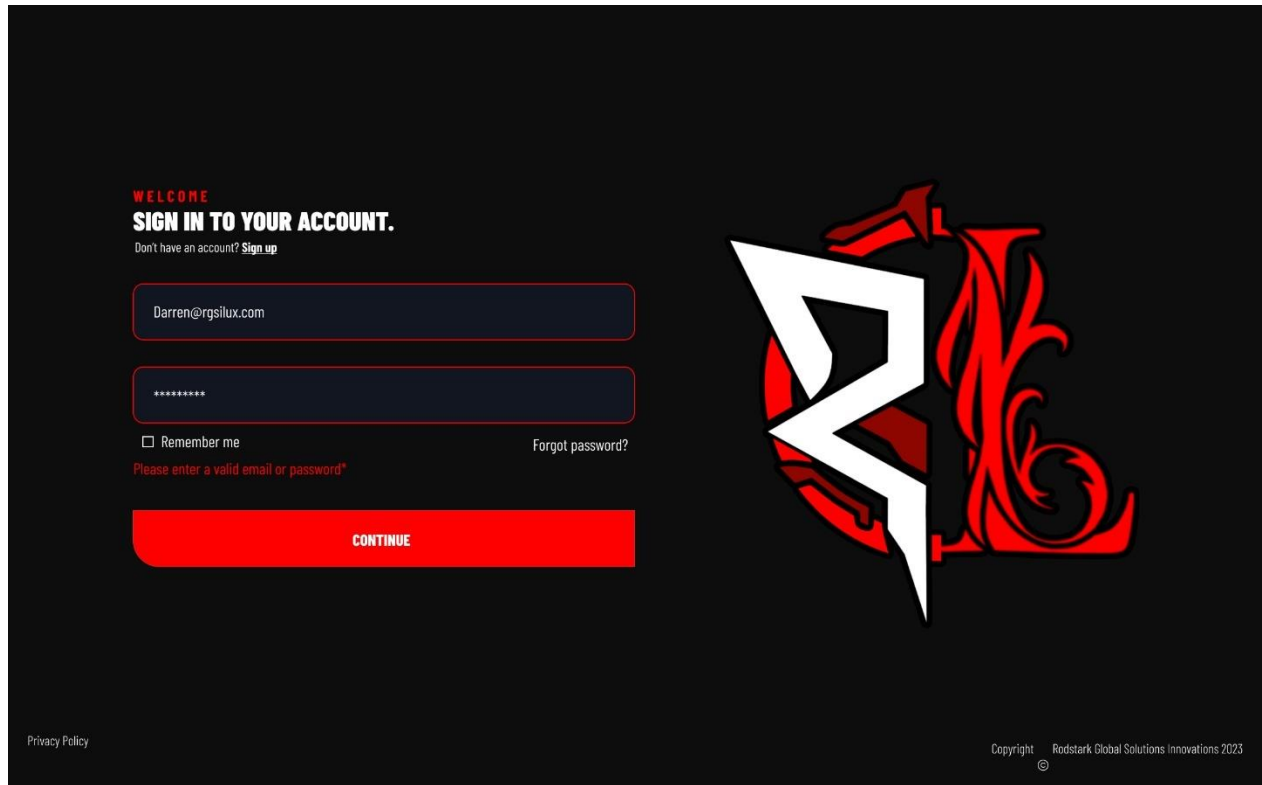 WELCOME
SIGN IN TO YOUR ACCOUNT.
Don't have an account? Sign up
Darren@rgsilux.com
*********
Remember me
Forgot password?
Please enter a valid email or password*
CONTINUE
Privacy Policy
Copyright Rodstark Global Solutions Innovations 2023
©